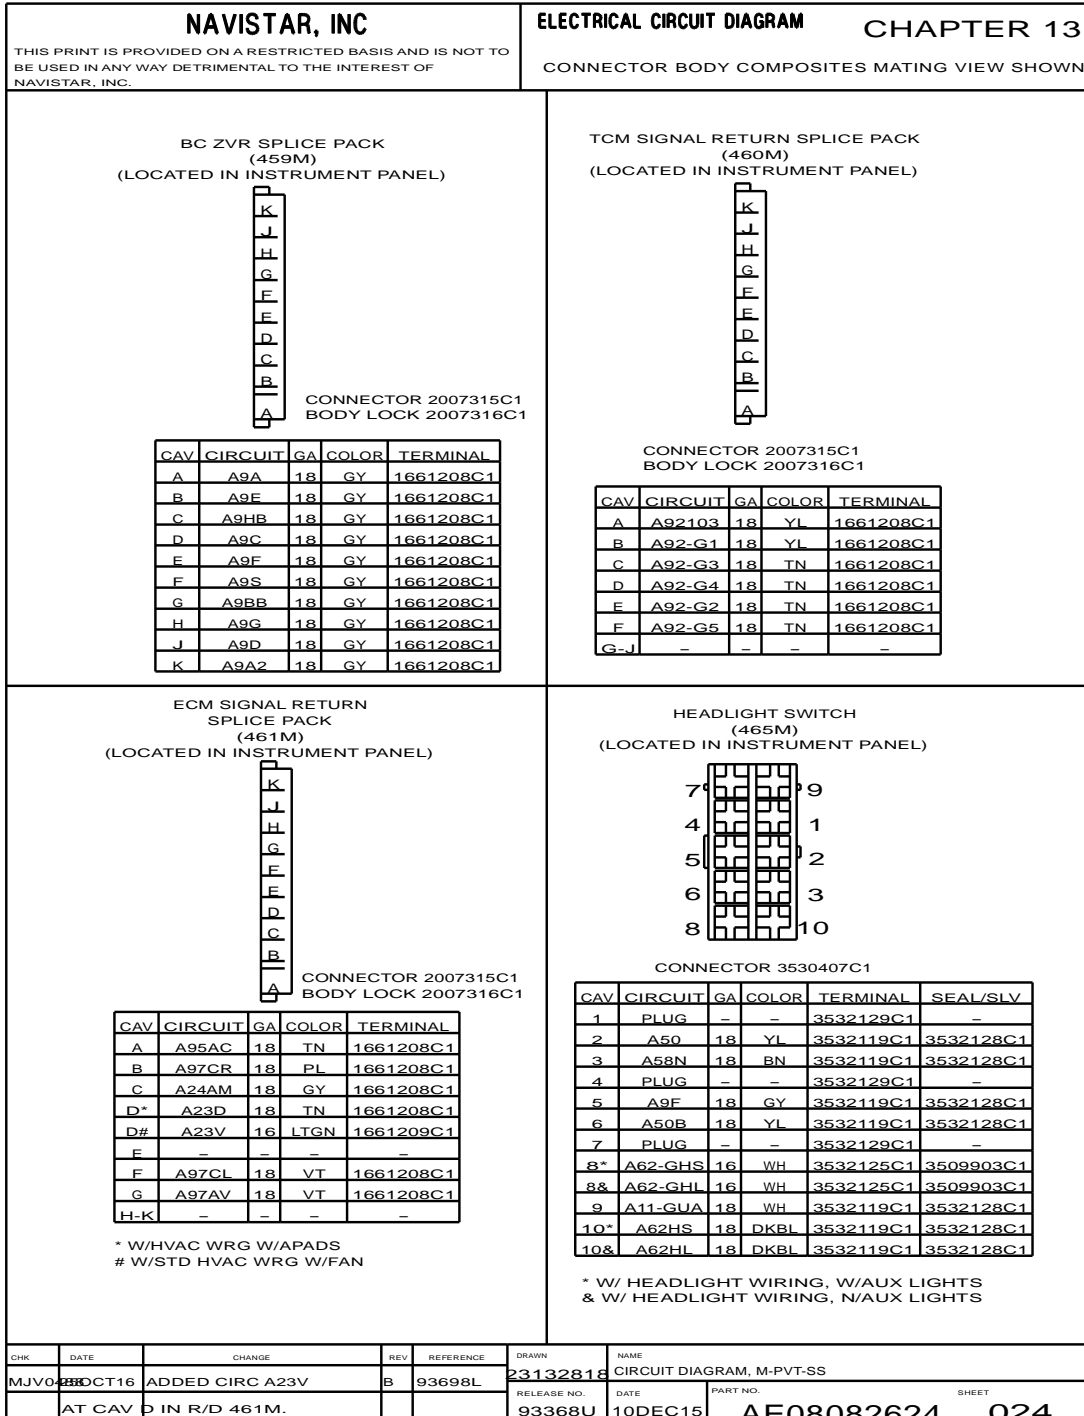 NAVISTAR, INC
THIS PRINT IS PROVIDED ON A RESTRICTED BASIS AND IS NOT TO
BE USED IN ANY WAY DETRIMENTAL TO THE INTEREST OF
NAVISTAR, INC.
ELECTRICAL CIRCUIT DIAGRAM CHAPTER 13
CONNECTOR BODY COMPOSITES MATING VIEW SHOWN
BC ZVR SPLICE PACK
(459M)
(LOCATED IN INSTRUMENT PANEL)
K
J
H
G
F
E
D
C
B
A
CONNECTOR 2007315C1
BODY LOCK 2007316C1
CAV CIRCUIT GA COLOR TERMINAL
A A9A 18 GY 1661208C1
B A9E 18 GY 1661208C1
C A9HB 18 GY 1661208C1
D A9C 18 GY 1661208C1
E A9F 18 GY 1661208C1
F A9S 18 GY 1661208C1
G A9BB 18 GY 1661208C1
H A9G 18 GY 1661208C1
J A9D 18 GY 1661208C1
K A9A2 18 GY 1661208C1
TCM SIGNAL RETURN SPLICE PACK
(460M)
(LOCATED IN INSTRUMENT PANEL)
K
J
H
G
F
E
D
C
B
A
CONNECTOR 2007315C1
BODY LOCK 2007316C1
CAV CIRCUIT GA COLOR TERMINAL
A A92103 18 YL 1661208C1
B A92-G1 18 YL 1661208C1
C A92-G3 18 TN 1661208C1
D A92-G4 18 TN 1661208C1
E A92-G2 18 TN 1661208C1
F A92-G5 18 TN 1661208C1
G-J – – – –
ECM SIGNAL RETURN
SPLICE PACK
(461M)
(LOCATED IN INSTRUMENT PANEL)
K
J
H
G
F
E
D
C
B
A
CONNECTOR 2007315C1
BODY LOCK 2007316C1
CAV CIRCUIT GA COLOR TERMINAL
A A95AC 18 TN 1661208C1
B A97CR 18 PL 1661208C1
C A24AM 18 GY 1661208C1
D* A23D 18 TN 1661208C1
D# A23V 16 LTGN 1661209C1
E – – – –
F A97CL 18 VT 1661208C1
G A97AV 18 VT 1661208C1
H-K – – – –
* W/HVAC WRG W/APADS
# W/STD HVAC WRG W/FAN
HEADLIGHT SWITCH
(465M)
(LOCATED IN INSTRUMENT PANEL)
7 9
4 1
5 2
6 3
8 10
CONNECTOR 3530407C1
CAV CIRCUIT GA COLOR TERMINAL SEAL/SLV
1 PLUG – – 3532129C1 –
2 A50 18 YL 3532119C1 3532128C1
3 A58N 18 BN 3532119C1 3532128C1
4 PLUG – – 3532129C1 –
5 A9F 18 GY 3532119C1 3532128C1
6 A50B 18 YL 3532119C1 3532128C1
7 PLUG – – 3532129C1 –
8* A62-GHS 16 WH 3532125C1 3509903C1
8& A62-GHL 16 WH 3532125C1 3509903C1
9 A11-GUA 18 WH 3532119C1 3532128C1
10* A62HS 18 DKBL 3532119C1 3532128C1
10& A62HL 18 DKBL 3532119C1 3532128C1
* W/ HEADLIGHT WIRING, W/AUX LIGHTS
& W/ HEADLIGHT WIRING, N/AUX LIGHTS
CHK DATE CHANGE REV REFERENCE
ADDED CIRC A23V B 93698L
AT CAV D IN R/D 461M.
DRAWN 23132818
NAME CIRCUIT DIAGRAM, M-PVT-SS
RELEASE NO. 93368U
DATE 10DEC15
PART NO. AE08082624
SHEET 024